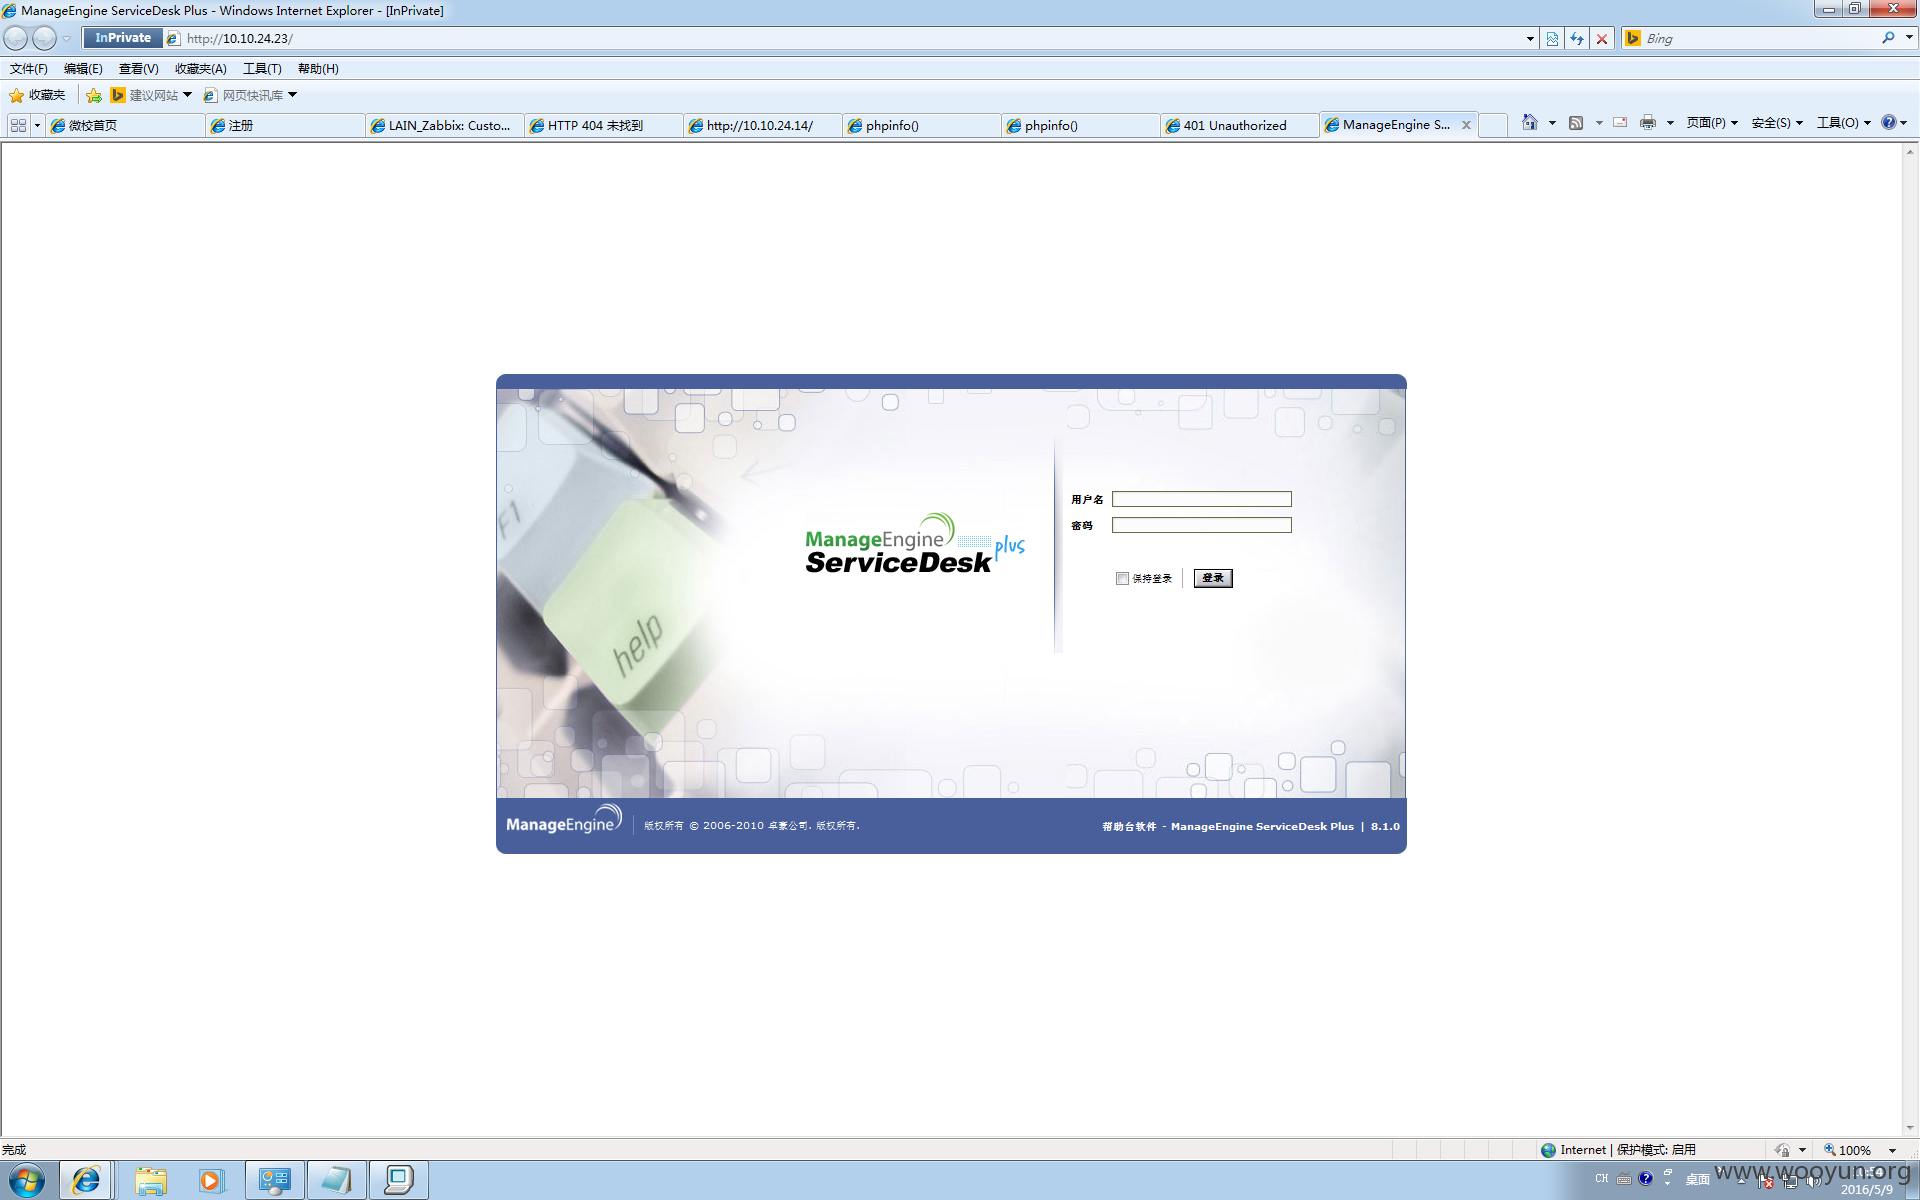 ManageEngine ServiceDesk Plus - Windows Internet Explorer - [InPrivate]
InPrivate http://10.10.24.23/ Bing
文件(F) 编辑(E) 查看(V) 收藏夹(A) 工具(T) 帮助(H)
收藏夹 建议网站 网页快讯库
微校首页 注册 LAIN_Zabbix: Custo... HTTP 404 未找到 http://10.10.24.14/ phpinfo() phpinfo() 401 Unauthorized ManageEngine S... 页面(P) 安全(S) 工具(O)
F1
help
ManageEngine
ServiceDesk plus
用户名
密码
保持登录 登录
ManageEngine 版权所有 © 2006-2010 卓豪公司, 版权所有. 帮助台软件 - ManageEngine ServiceDesk Plus | 8.1.0
完成 Internet | 保护模式: 启用 100%
CH 桌面
www.wooyun.org
2016/5/9